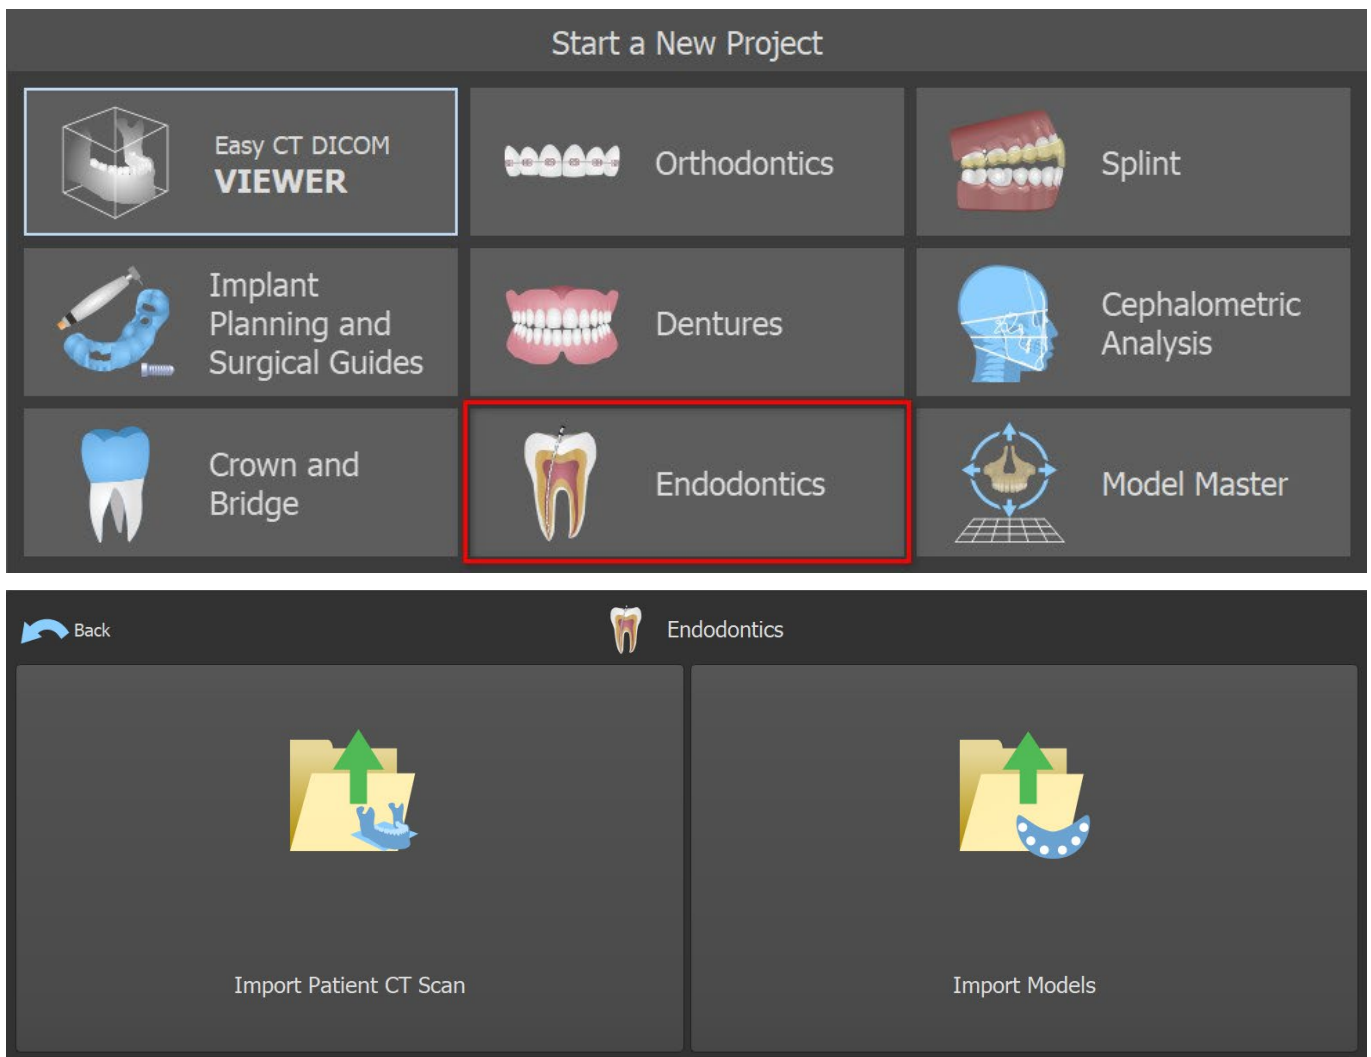 Start a New Project
Easy CT DICOM
VIEWER
Orthodontics
Splint
Implant
Planning and
Surgical Guides
Dentures
Cephalometric
Analysis
Crown and
Bridge
Endodontics
Model Master
Back
Endodontics
Import Patient CT Scan
Import Models